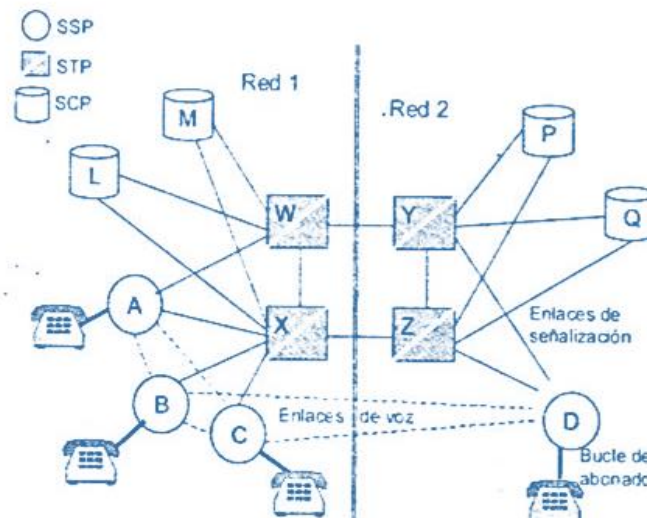 SSP
STP
SCP
Red 1
.Red 2
M
P
L
W
Y
Q
A
X
Z
Enlaces de
señalización
B
C
Enlaces de voz
D
Bucle de
abonado